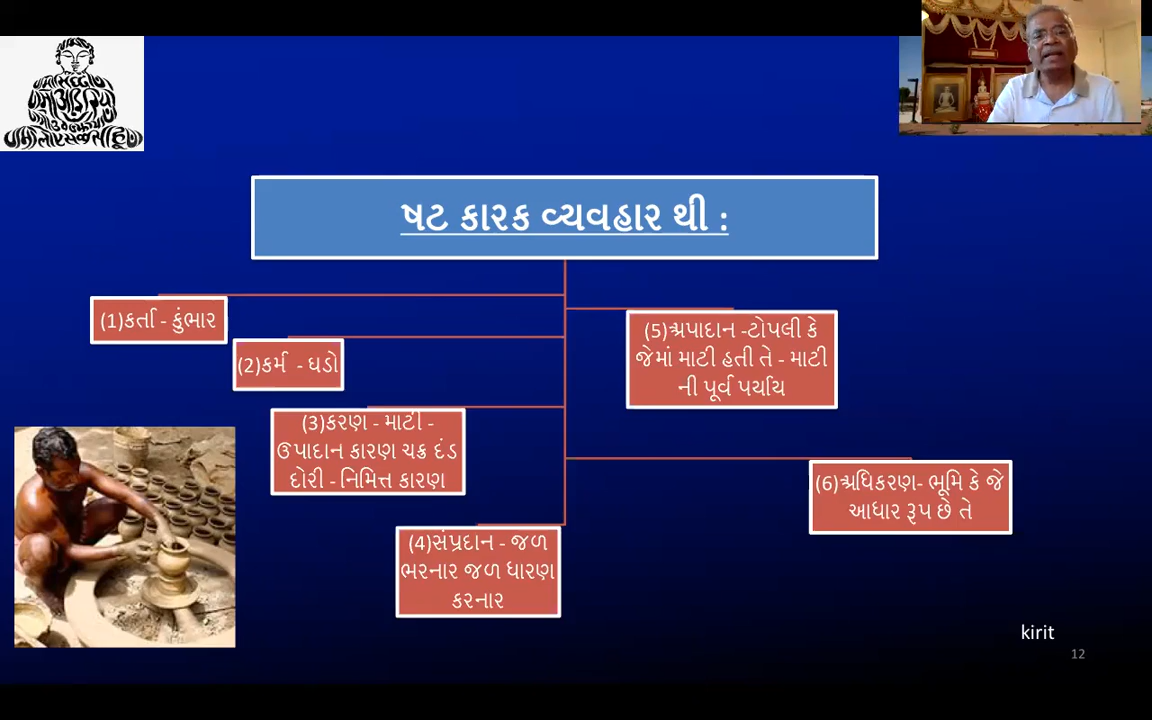 ષટ કારક વ્યવહાર થી :
(1)કર્તા - કુંભાર
(2)કર્મ - ઘડો
(3)કરણ - માટી -
ઉપાદાન કારણ ચક્ર દંડ
દોરી - નિમિત્ત કારણ
(4)સંપ્રદાન - જળ
ભરનાર જળ ધારણ
કરનાર
(5)અપાદાન -ટોપલી કે
જેમાં માટી હતી તે - માટી
ની પૂર્વ પર્યાય
(6)અધિકરણ- ભૂમિ કે જે
આધાર રૂપ છે તે
kirit
12